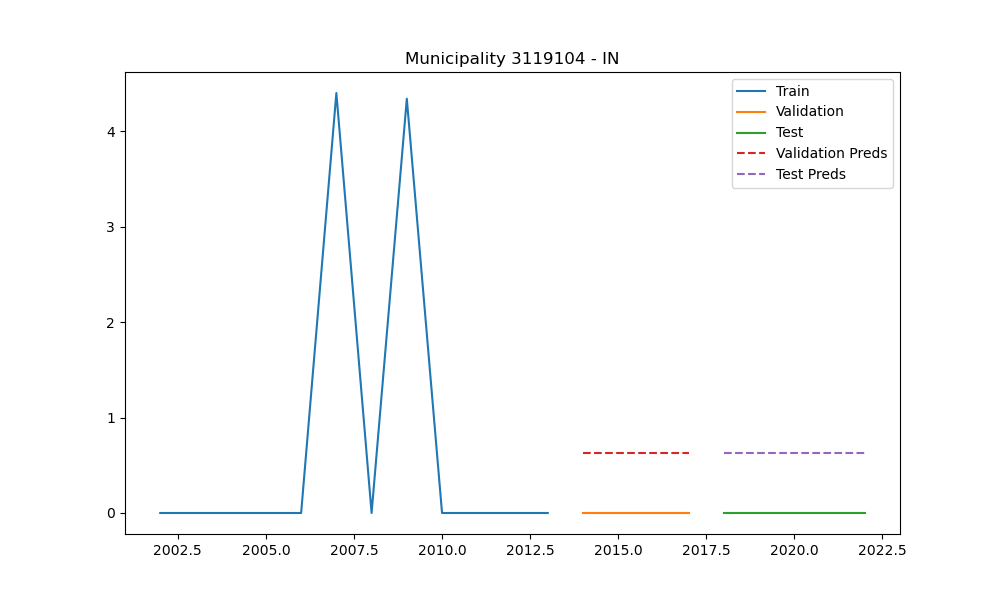 Municipality 3119104 - IN
Train
Validation
Test
Validation Preds
Test Preds
4
3
2
1
0
2002.5 2005.0 2007.5 2010.0 2012.5 2015.0 2017.5 2020.0 2022.5